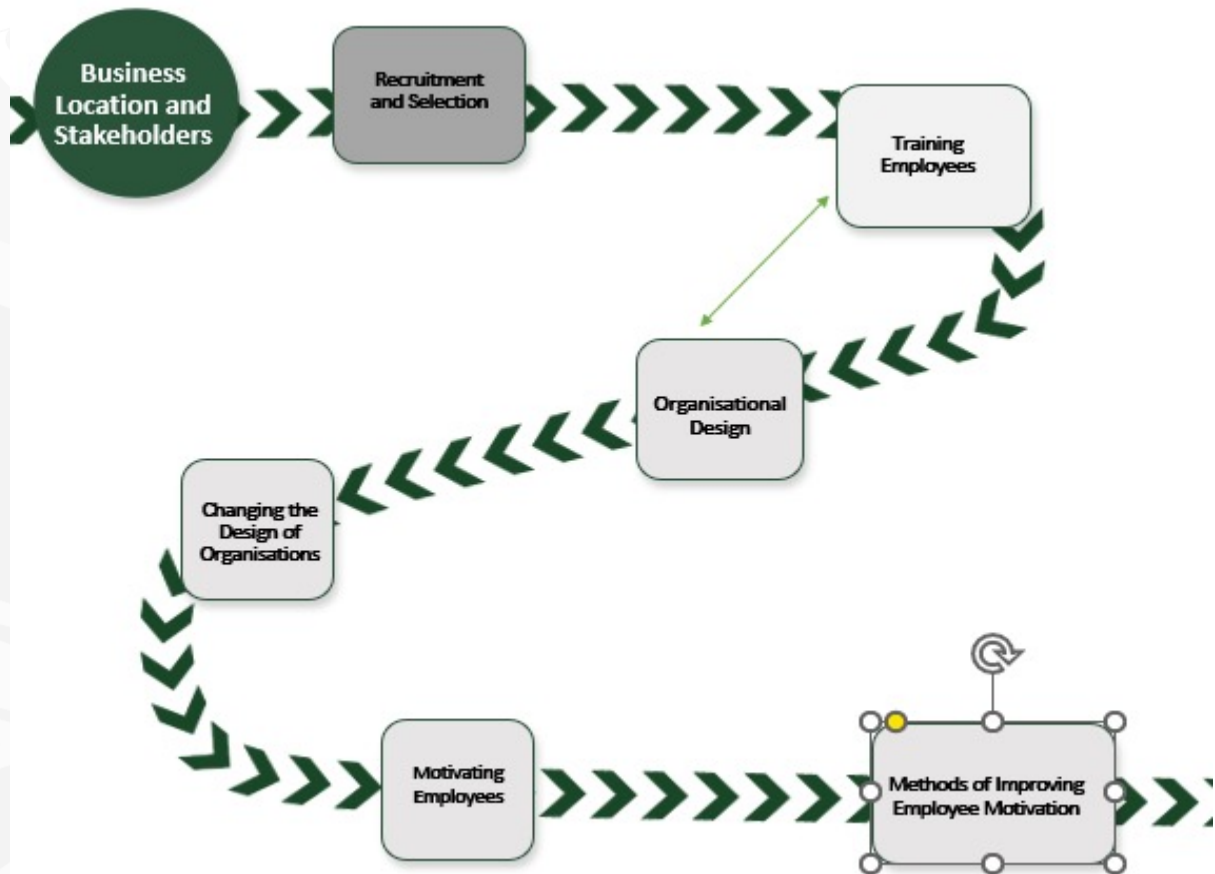 Business
Location and
Stakeholders
Recruitment
and Selection
Training
Employees
Organisational
Design
Changing the
Design of
Organisations
Motivating
Employees
Methods of Improving
Employee Motivation